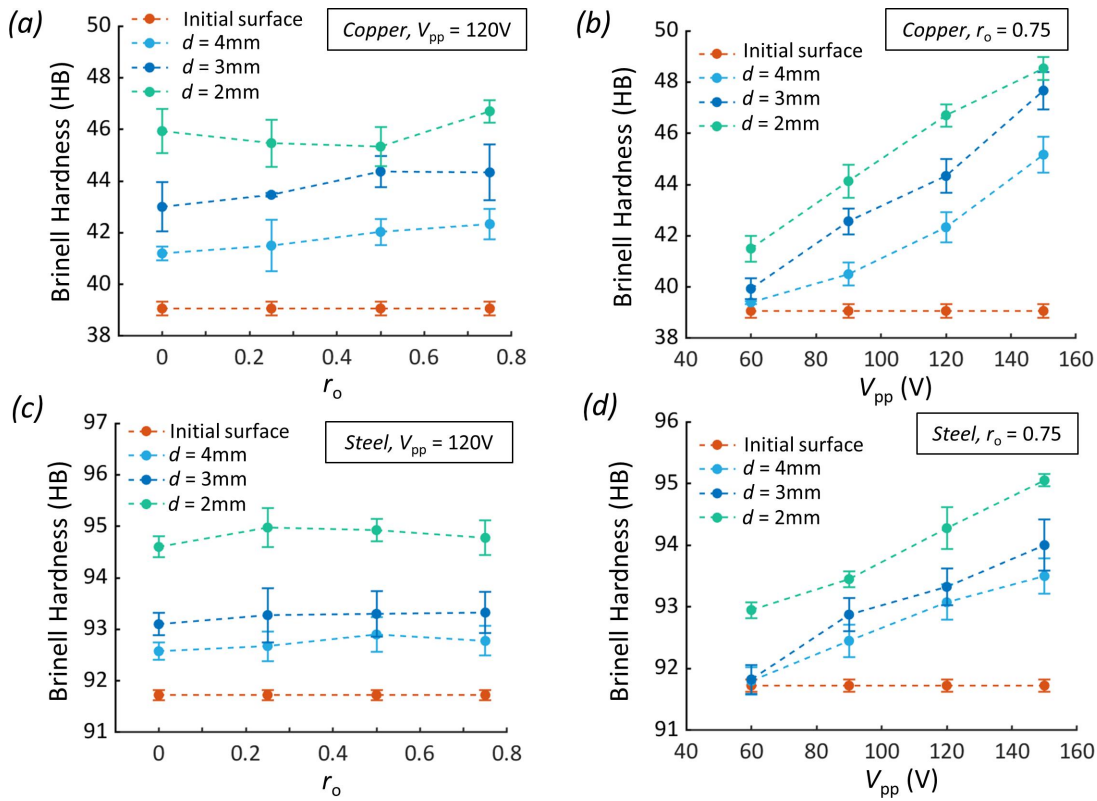 (a)
Copper, Vpp = 120V
Initial surface
d = 4mm
d = 3mm
d = 2mm
Brinell Hardness (HB)
50
48
46
44
42
40
38
0
0.2
0.4
0.6
0.8
ro
(b)
Copper, ro = 0.75
Initial surface
d = 4mm
d = 3mm
d = 2mm
Brinell Hardness (HB)
50
48
46
44
42
40
38
40
60
80
100
120
140
160
Vpp (V)
(c)
Steel, Vpp = 120V
Initial surface
d = 4mm
d = 3mm
d = 2mm
Brinell Hardness (HB)
97
96
95
94
93
92
91
0
0.2
0.4
0.6
0.8
ro
(d)
Steel, ro = 0.75
Initial surface
d = 4mm
d = 3mm
d = 2mm
Brinell Hardness (HB)
96
95
94
93
92
91
40
60
80
100
120
140
160
Vpp (V)